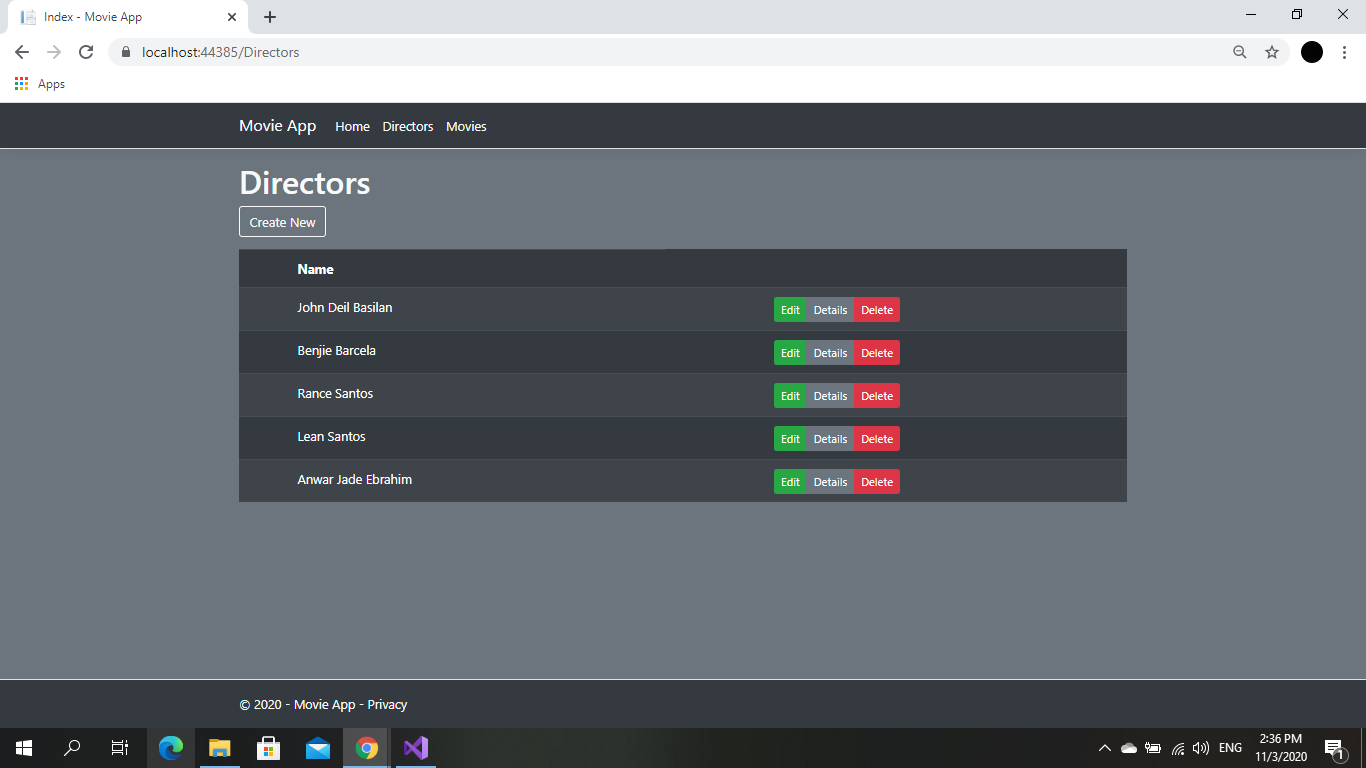 Index - Movie App
localhost:44385/Directors
Apps
Movie App Home Directors Movies
Directors
Create New
Name
John Deil Basilan Edit Details Delete
Benjie Barcela Edit Details Delete
Rance Santos Edit Details Delete
Lean Santos Edit Details Delete
Anwar Jade Ebrahim Edit Details Delete
© 2020 - Movie App - Privacy
ENG
2:36 PM
11/3/2020
1